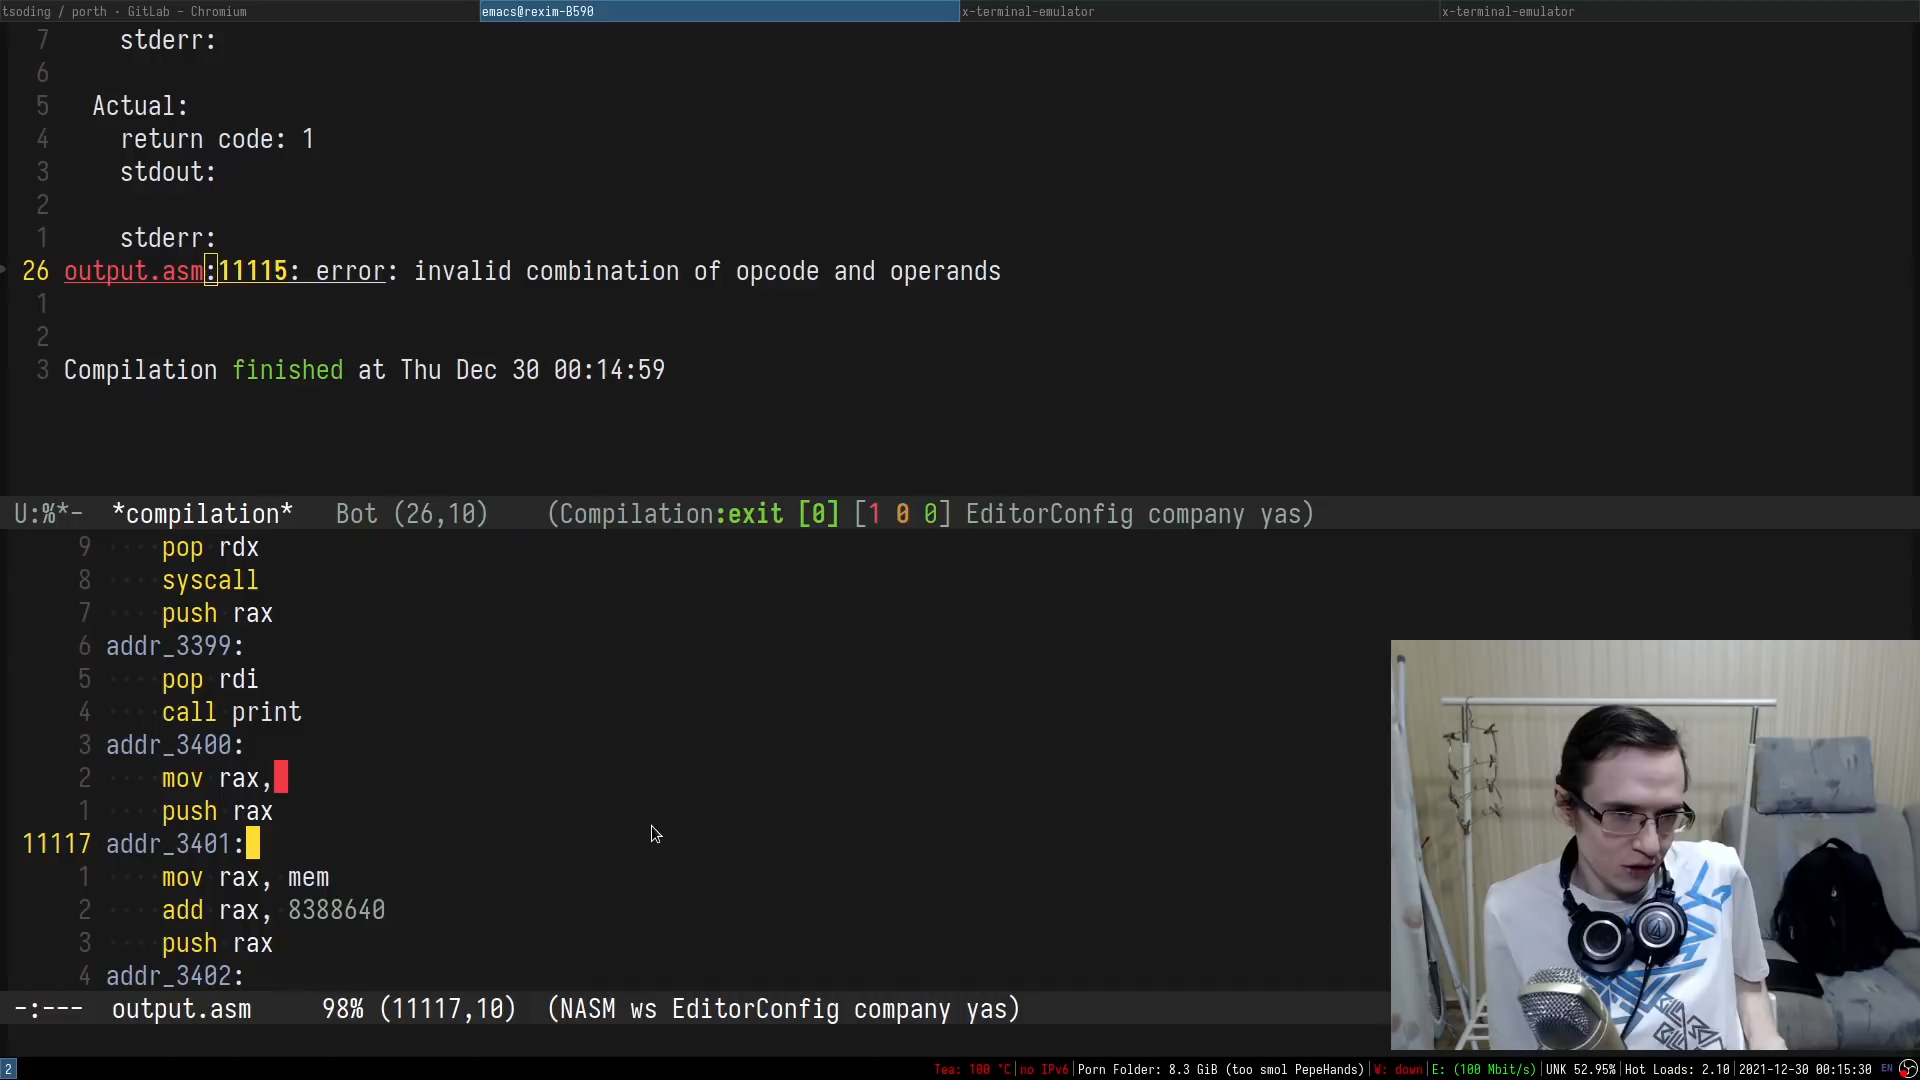 tsoding / porth · GitLab - Chromium emacs@rexim-B590 x-terminal-emulator x-terminal-emulator
7 stderr:
6
5 Actual:
4 return code: 1
3 stdout:
2
1 stderr:
26 output.asm:11115: error: invalid combination of opcode and operands
1
2
3 Compilation finished at Thu Dec 30 00:14:59
U:%*- *compilation* Bot (26,10) (Compilation:exit [0] [1 0 0] EditorConfig company yas)
9 ···· pop rdx
8 ···· syscall
7 ···· push rax
6 addr_3399:
5 ···· pop rdi
4 ···· call print
3 addr_3400:
2 ···· mov rax,
1 ···· push rax
11117 addr_3401:
1 ···· mov rax, mem
2 ···· add rax, 8388640
3 ···· push rax
4 addr_3402:
-:--- output.asm 98% (11117,10) (NASM ws EditorConfig company yas)
2 Tea: 100 °C|no IPv6|Porn Folder: 8.3 GiB (too smol PepeHands)|W: down|E: (100 Mbit/s)|UNK 52.95%|Hot Loads: 2.10|2021-12-30 00:15:30 EN